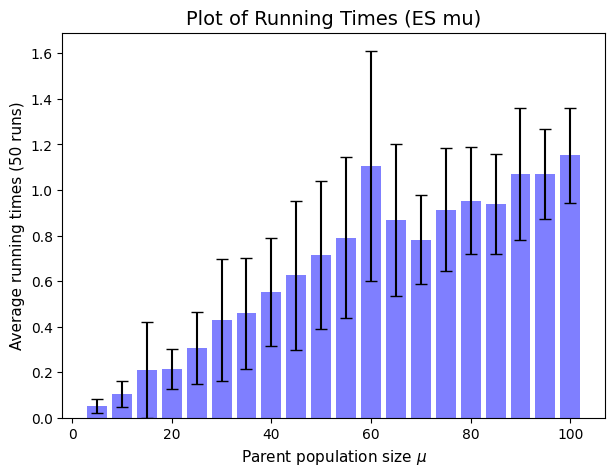 Plot of Running Times (ES mu)
Average running times (50 runs)
1.6
1.4
1.2
1.0
0.8
0.6
0.4
0.2
0.0
0 20 40 60 80 100
Parent population size μ